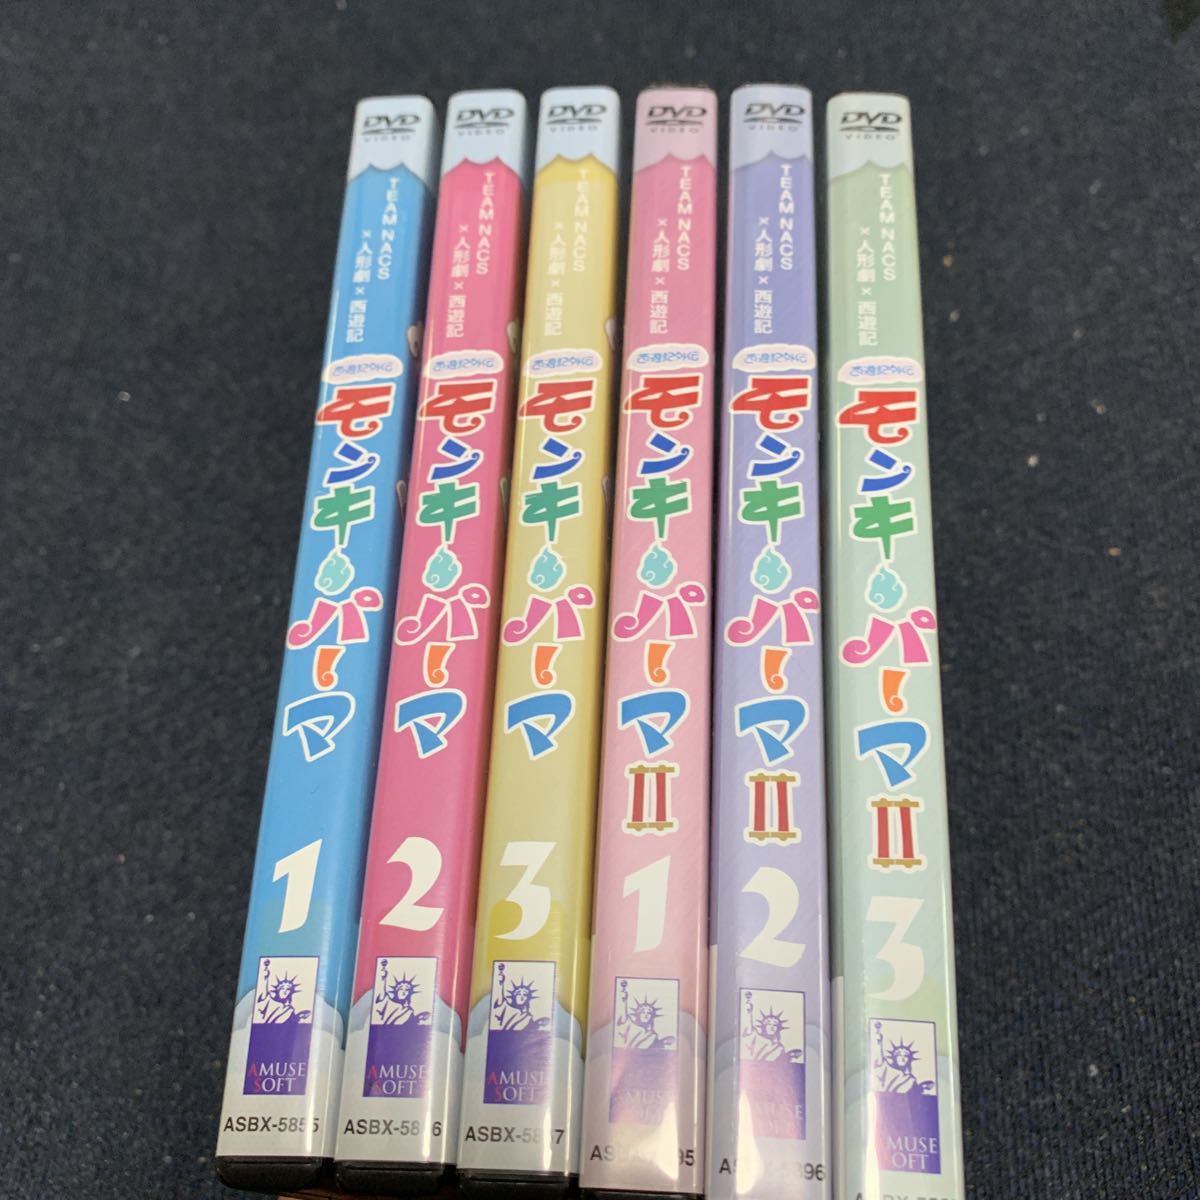 DVD
VIDEO
TEAM NACS
×人形劇×西遊記
西遊記外伝
モンキーパーマ
1
AMUSE
SOFT
ASBX-5855
DVD
VIDEO
TEAM NACS
×人形劇×西遊記
西遊記外伝
モンキーパーマ
2
AMUSE
SOFT
DVD
VIDEO
TEAM NACS
×人形劇×西遊記
西遊記外伝
モンキーパーマ
3
AMUSE
SOFT
DVD
VIDEO
TEAM NACS
×人形劇×西遊記
西遊記外伝
モンキーパーマII
1
AMUSE
SOFT
DVD
VIDEO
TEAM NACS
×人形劇×西遊記
西遊記外伝
モンキーパーマII
2
AMUSE
DVD
VIDEO
TEAM NACS
×人形劇×西遊記
西遊記外伝
モンキーパーマII
3
AMUSE
SOFT